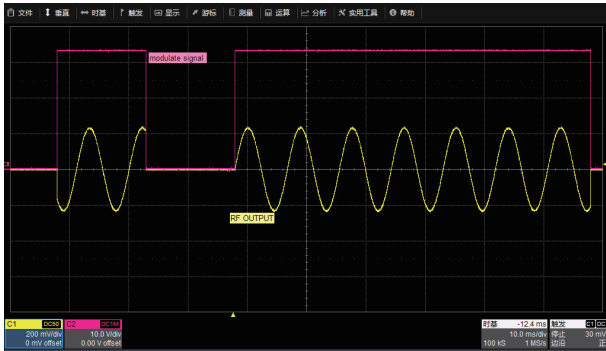 文件 垂直 时基 触发 显示 游标 测量 运算 分析 实用工具 帮助
modulate signal
C3
RF OUTPUT
C1 DC50 C2 DC1M 时基 -12.4 ms 触发 C1 DC
200 mV/div 10.0 V/div 10.0 ms/div 停止 30 mV
0 mV offset 0.00 V offset 100 kS 1 MS/s 边沿 正